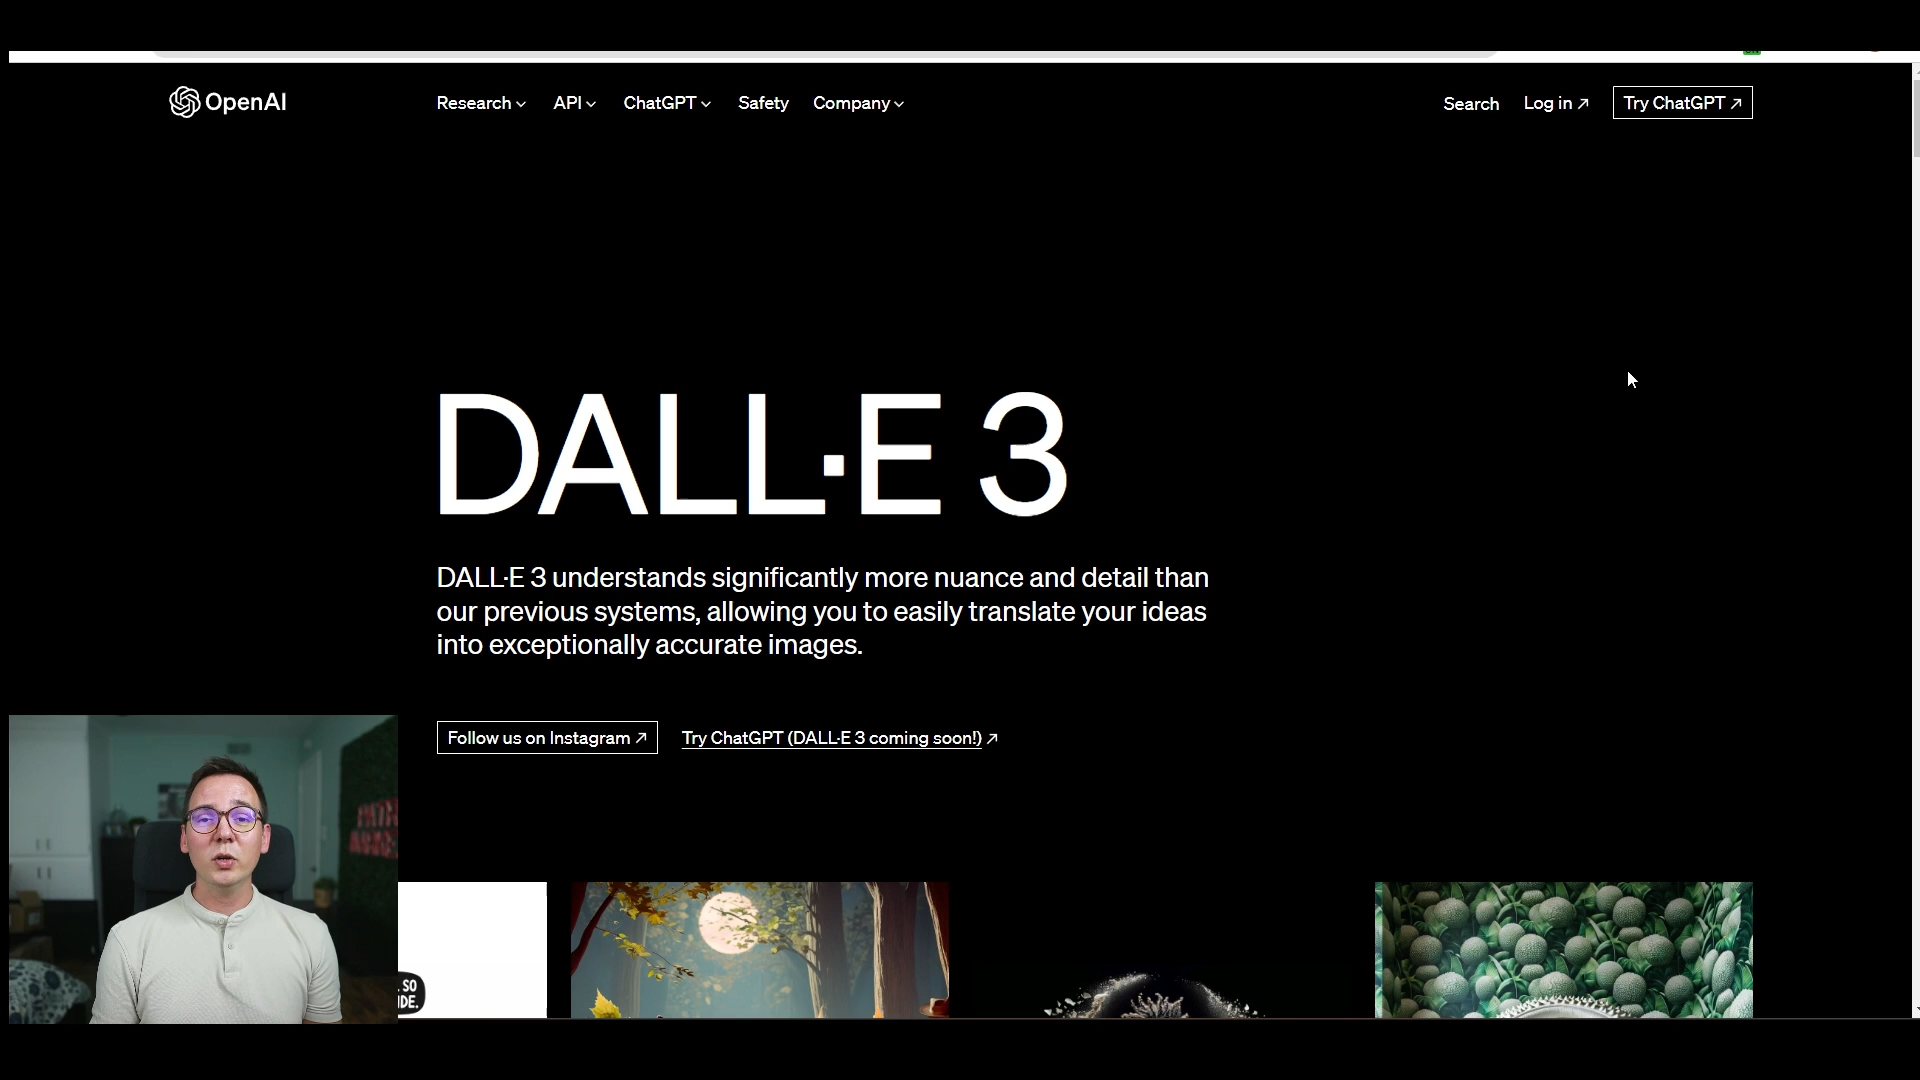 OpenAI
Research
API
ChatGPT
Safety
Company
Search
Log in
Try ChatGPT
DALL·E 3
DALL·E 3 understands significantly more nuance and detail than
our previous systems, allowing you to easily translate your ideas
into exceptionally accurate images.
Follow us on Instagram
Try ChatGPT (DALL·E 3 coming soon!)
SO